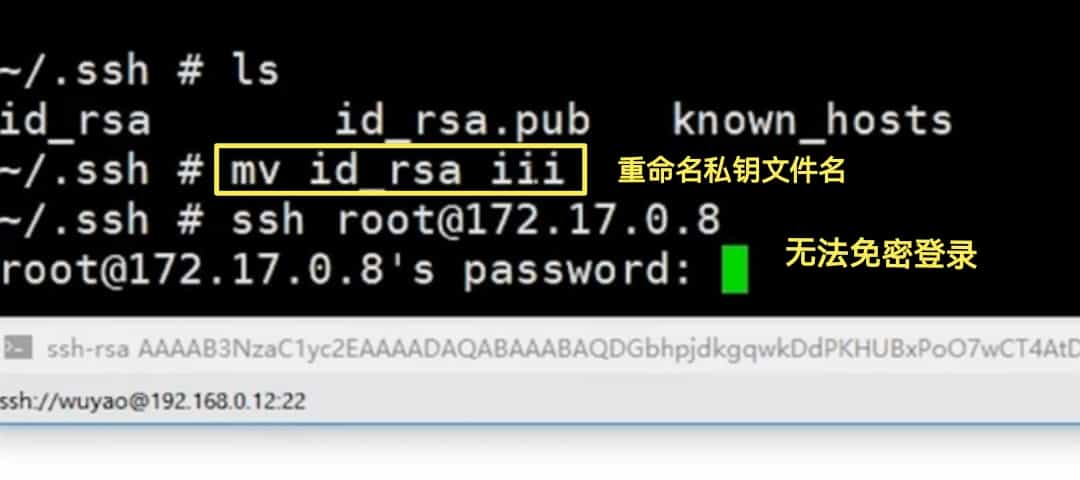 ~/.ssh # ls
id_rsa id_rsa.pub known_hosts
~/.ssh # mv id_rsa iii 重命名私钥文件名
~/.ssh # ssh root@172.17.0.8
root@172.17.0.8's password: 无法免密登录
ssh-rsa AAAAB3NzaC1yc2EAAAADAQABAAABAQDGbhpjdkgqwkDdPKHUBxPoO7wCT4AtD
ssh://wuyao@192.168.0.12:22